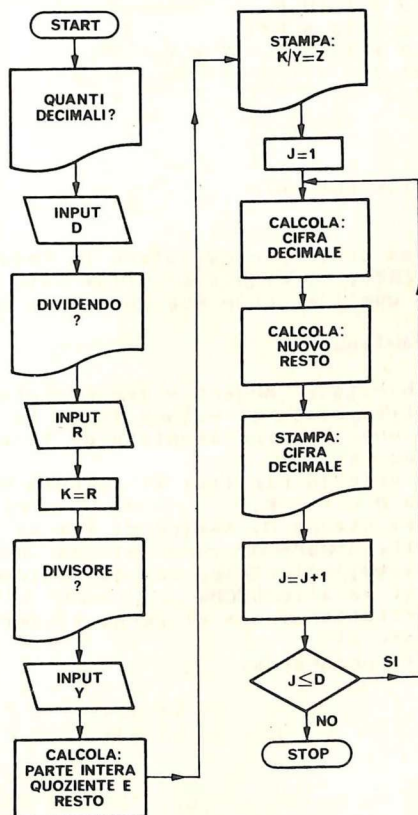 START
QUANTI
DECIMALI?
INPUT
D
DIVIDENDO
?
INPUT
R
K=R
DIVISORE
?
INPUT
Y
CALCOLA:
PARTE INTERA
QUOZIENTE E
RESTO
STAMPA:
K/Y=Z
J=1
CALCOLA:
CIFRA
DECIMALE
CALCOLA:
NUOVO
RESTO
STAMPA:
CIFRA
DECIMALE
J=J+1
J≤D
SI
NO
STOP